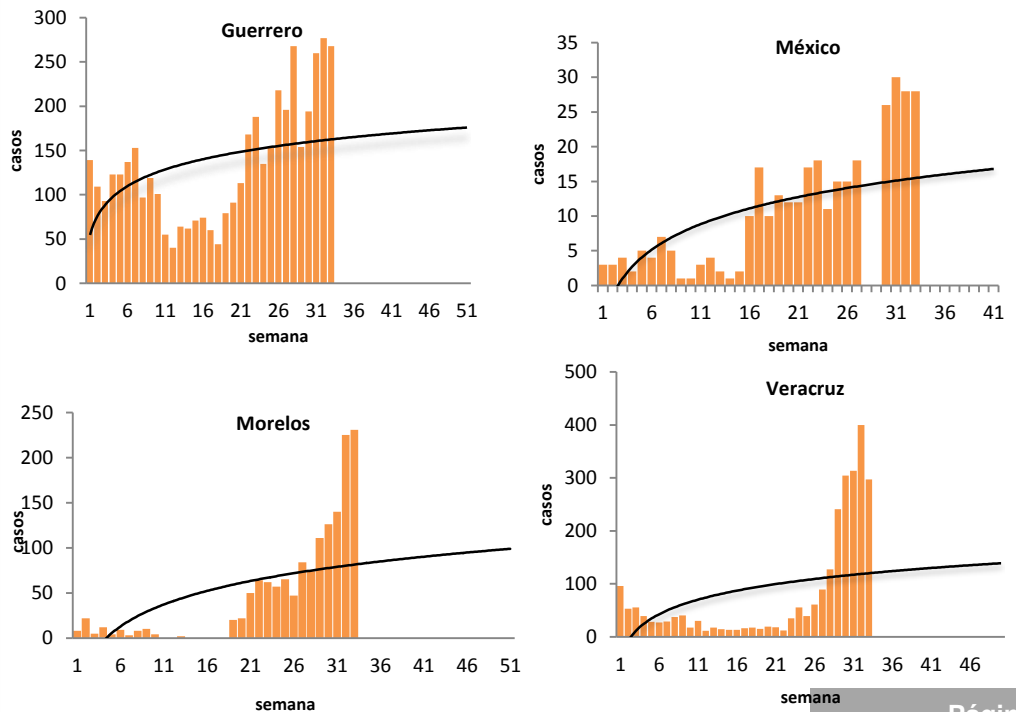 Guerrero
casos
300
250
200
150
100
50
0
1 6 11 16 21 26 31 36 41 46 51
semana
México
casos
35
30
25
20
15
10
5
0
1 6 11 16 21 26 31 36 41
semana
Morelos
casos
250
200
150
100
50
0
1 6 11 16 21 26 31 36 41 46 51
semana
Veracruz
casos
500
400
300
200
100
0
1 6 11 16 21 26 31 36 41 46
semana